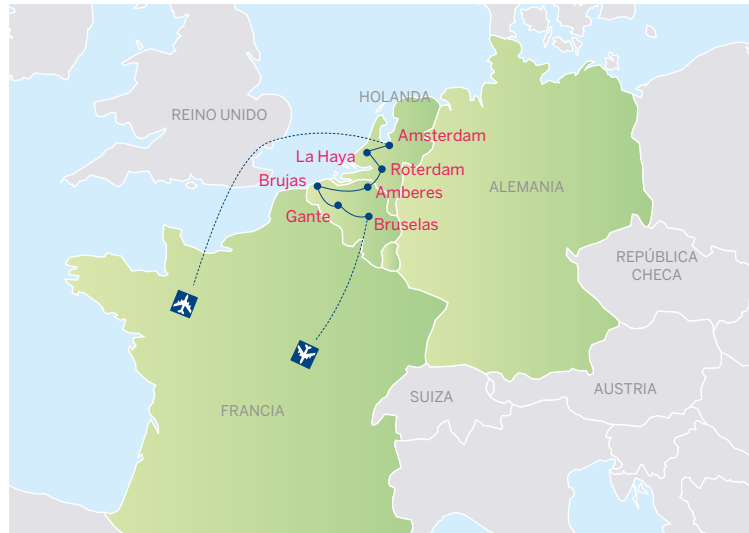 HOLANDA
REINO UNIDO
Amsterdam
La Haya
Roterdam
Brujas
ALEMANIA
Amberes
Gante
Bruselas
REPÚBLICA
CHECA
AUSTRIA
SUIZA
FRANCIA